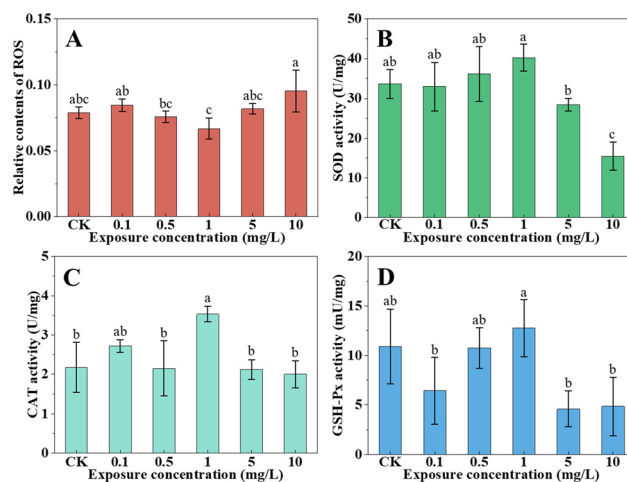 A
Relative contents of ROS
0.15
0.10
0.05
0.00
abc
ab
bc
c
abc
a
CK 0.1 0.5 1 5 10
Exposure concentration (mg/L)
B
SOD activity (U/mg)
50
40
30
20
10
0
ab
ab
ab
a
b
c
CK 0.1 0.5 1 5 10
Exposure concentration (mg/L)
C
CAT activity (U/mg)
5
4
3
2
1
0
b
ab
b
a
b
b
CK 0.1 0.5 1 5 10
Exposure concentration (mg/L)
D
GSH-Px activity (mU/mg)
20
15
10
5
0
ab
b
ab
a
b
b
CK 0.1 0.5 1 5 10
Exposure concentration (mg/L)